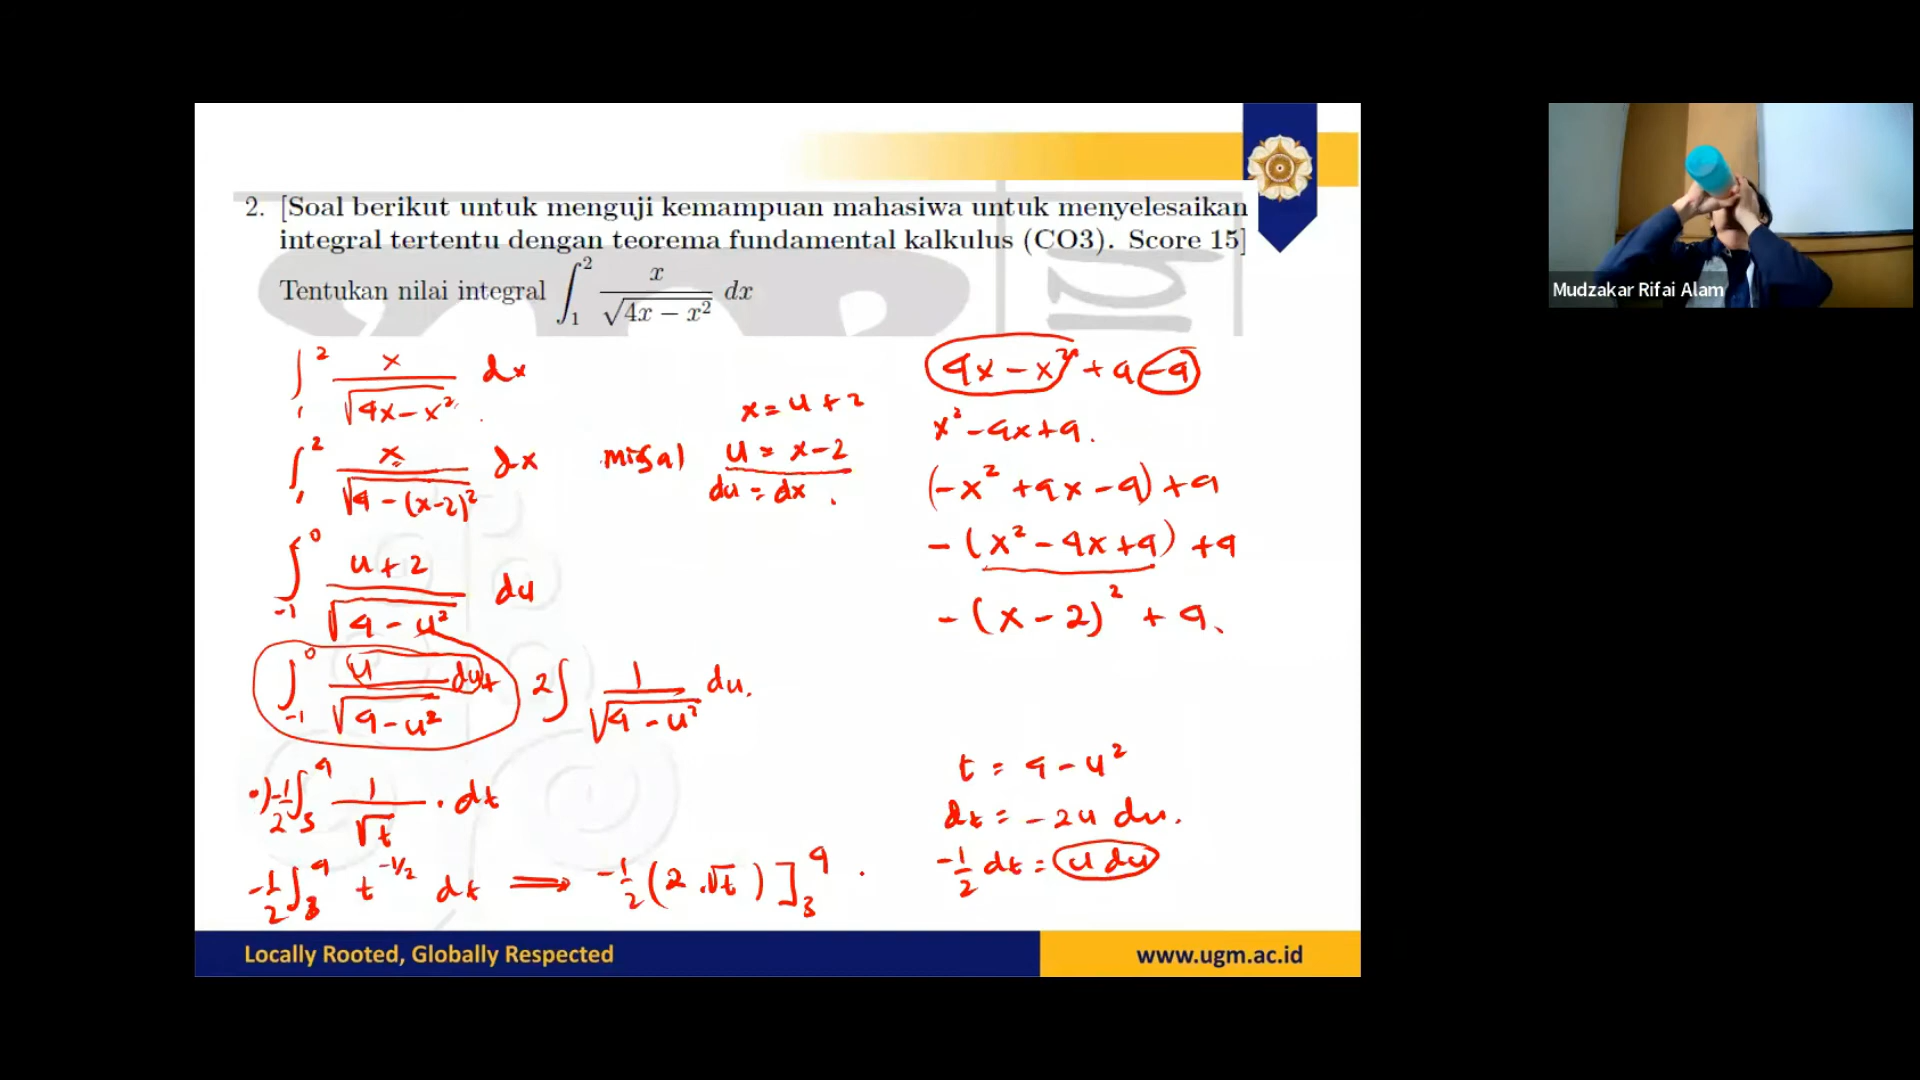 2. [Soal berikut untuk menguji kemampuan mahasiwa untuk menyelesaikan
integral tertentu dengan teorema fundamental kalkulus (CO3). Score 15]
Tentukan nilai integral ∫₁² x/√(4x − x²) dx
∫₁² x/√(4x − x²) dx
∫₁² x/√(4 − (x−2)²) dx
misal
x = u + 2
u = x − 2
du = dx.
∫₋₁⁰ (u + 2)/√(4 − u²) du
∫₋₁⁰ u/√(4 − u²) du + 2∫ 1/√(4 − u²) du.
•) −1/2 ∫₃⁴ 1/√t · dt
−1/2 ∫₃⁴ t^(−1/2) dt ⟹ −1/2 (2.√t)]₃⁴.
4x − x² + 4 − 4
x² − 4x + 4.
(−x² + 4x − 4) + 4
−(x² − 4x + 4) + 4
−(x − 2)² + 4.
t = 4 − u²
dt = −2u du.
−1/2 dt = u du
Locally Rooted, Globally Respected
www.ugm.ac.id
Mudzakar Rifai Alam